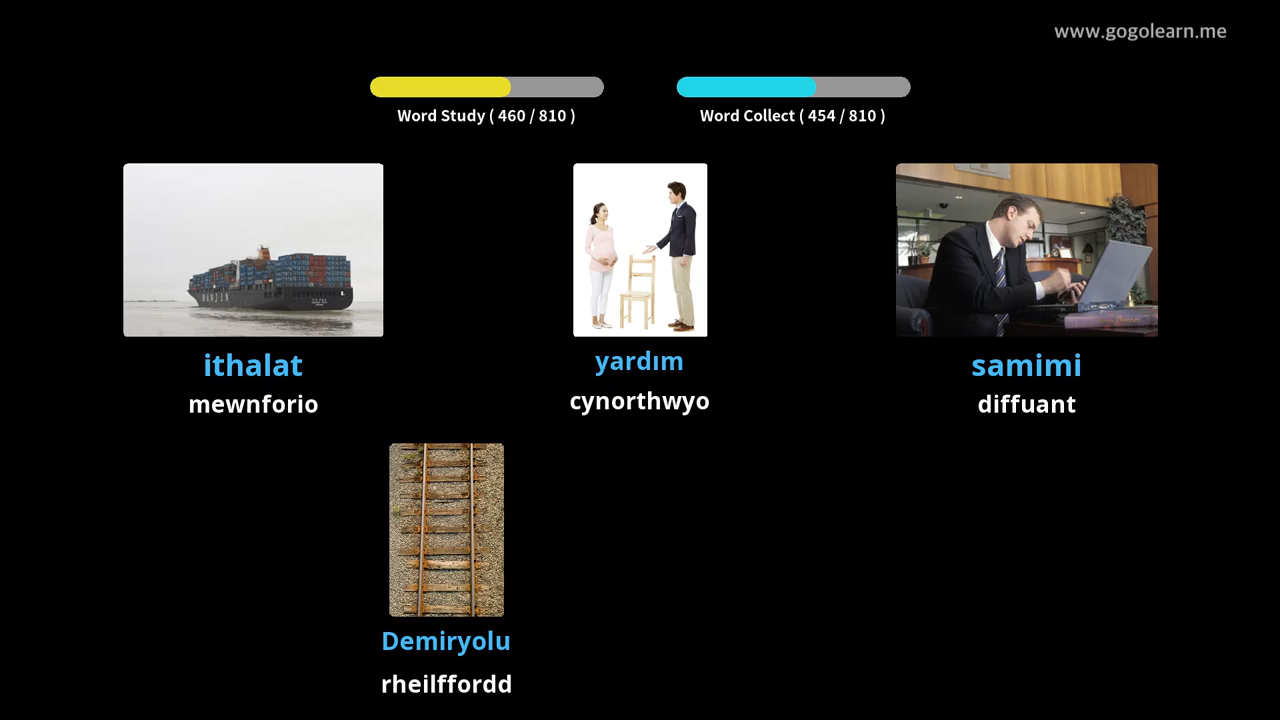 www.gogolearn.me
Word Study ( 460 / 810 )
Word Collect ( 454 / 810 )
ithalat
mewnforio
yardım
cynorthwyo
samimi
diffuant
Demiryolu
rheilffordd